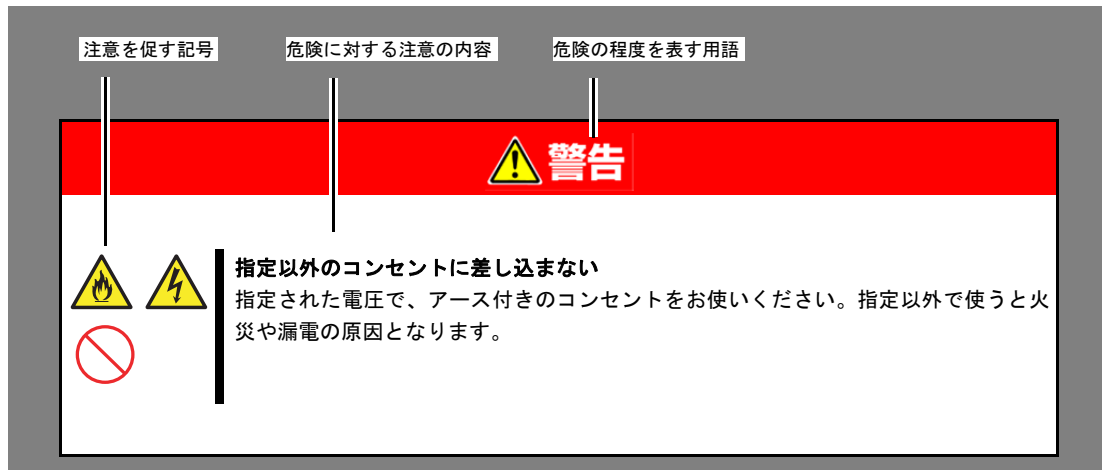 注意を促す記号
危険に対する注意の内容
危険の程度を表す用語
警告
指定以外のコンセントに差し込まない
指定された電圧で、アース付きのコンセントをお使いください。指定以外で使うと火
災や漏電の原因となります。